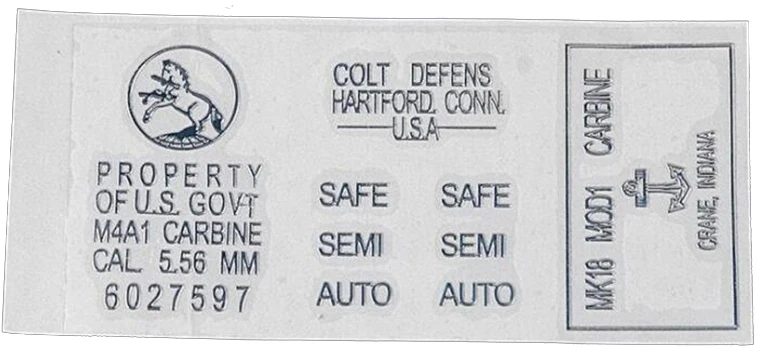 PROPERTY
OF U.S. GOVT
M4A1 CARBINE
CAL. 5.56 MM
6027597
COLT DEFENS
HARTFORD. CONN.
U.S.A
SAFE SAFE
SEMI SEMI
AUTO AUTO
MK18 MOD1 CARBINE
CRANE, INDIANA